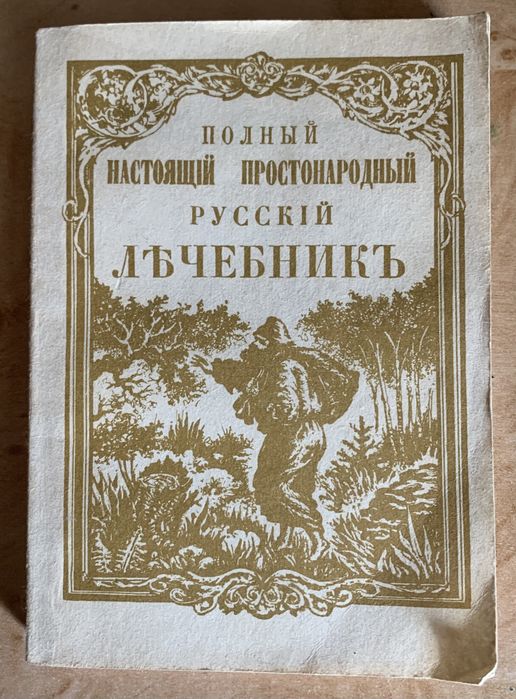 ПОЛНЫЙ
НАСТОЯЩІЙ ПРОСТОНАРОДНЫЙ
РУССКІЙ
ЛѢЧЕБНИКЪ